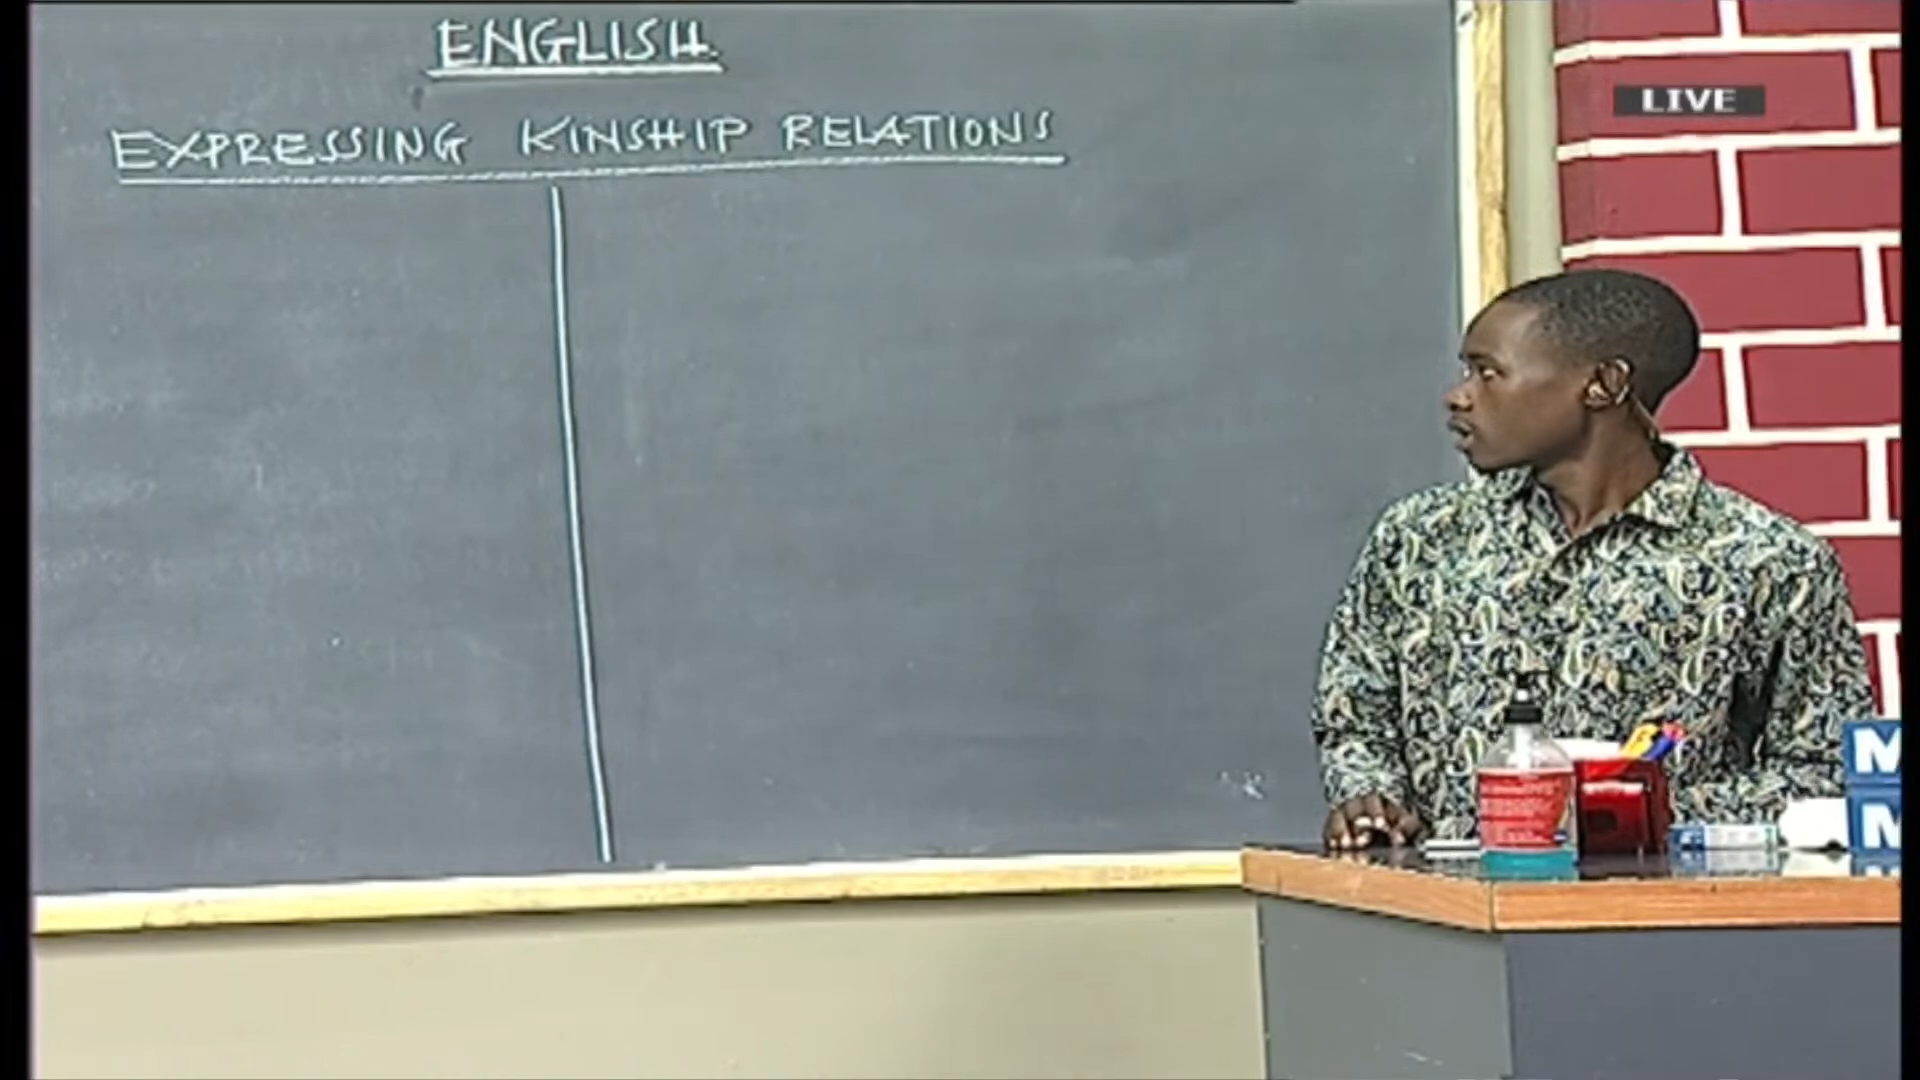 ENGLISH
EXPRESSING KINSHIP RELATIONS
LIVE
M
M